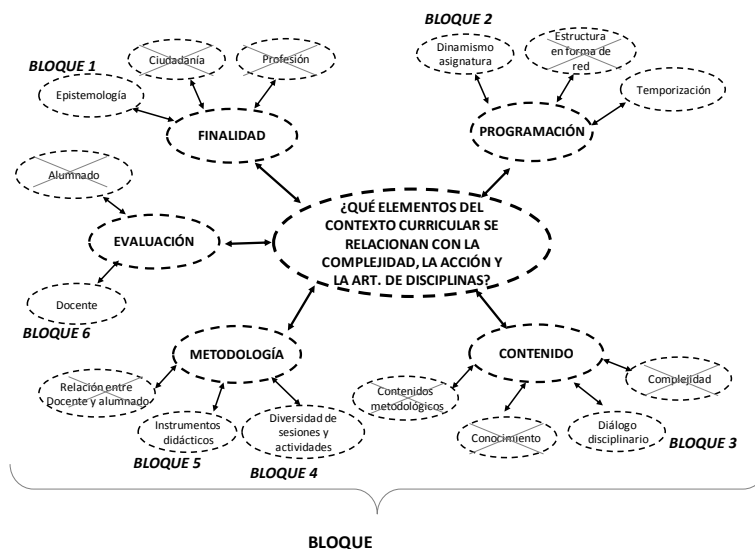 BLOQUE 1
Ciudadanía
Profesión
Epistemología
FINALIDAD
BLOQUE 2
Dinamismo
asignatura
Estructura
en forma de
red
Temporización
PROGRAMACIÓN
¿QUÉ ELEMENTOS DEL
CONTEXTO CURRICULAR SE
RELACIONAN CON LA
COMPLEJIDAD, LA ACCIÓN Y
LA ART. DE DISCIPLINAS?
Alumnado
EVALUACIÓN
Docente
BLOQUE 6
METODOLOGÍA
Relación entre
Docente y alumnado
Instrumentos
didácticos
BLOQUE 5
Diversidad de
sesiones y
actividades
BLOQUE 4
CONTENIDO
Contenidos
metodológicos
Conocimiento
Diálogo
disciplinario
Complejidad
BLOQUE 3
BLOQUE